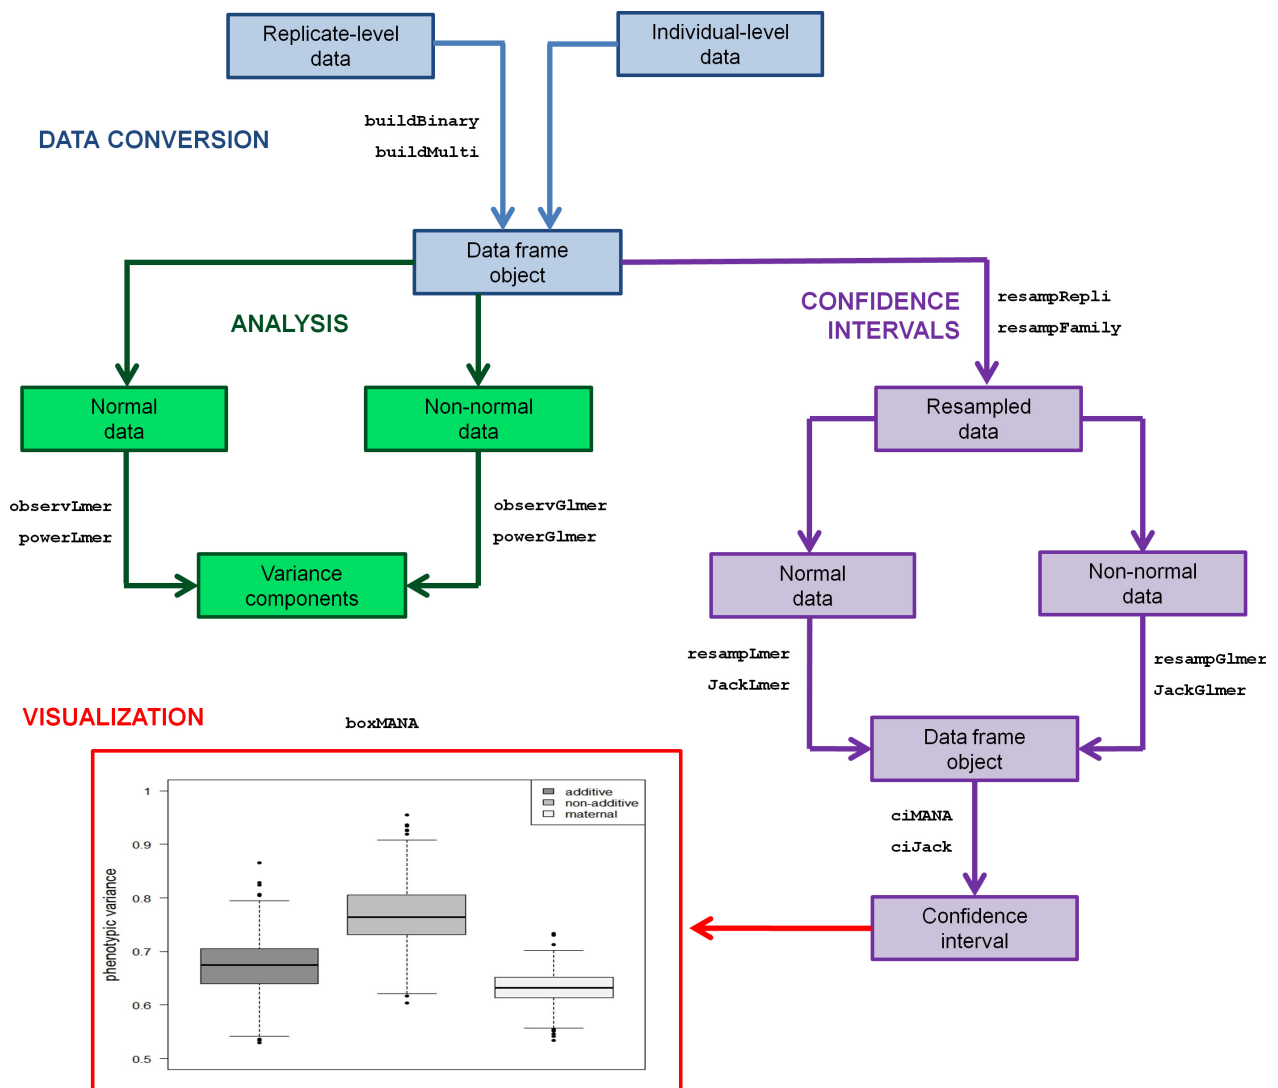 Replicate-level
data
Individual-level
data
DATA CONVERSION
buildBinary
buildMulti
Data frame
object
ANALYSIS
CONFIDENCE
INTERVALS
resampRepli
resampFamily
Normal
data
Non-normal
data
Resampled
data
observLmer
powerLmer
observGlmer
powerGlmer
Variance
components
Normal
data
Non-normal
data
resampLmer
JackLmer
resampGlmer
JackGlmer
Data frame
object
ciMANA
ciJack
Confidence
interval
VISUALIZATION
boxMANA
additive
non-additive
maternal
phenotypic variance
1
0.9
0.8
0.7
0.6
0.5